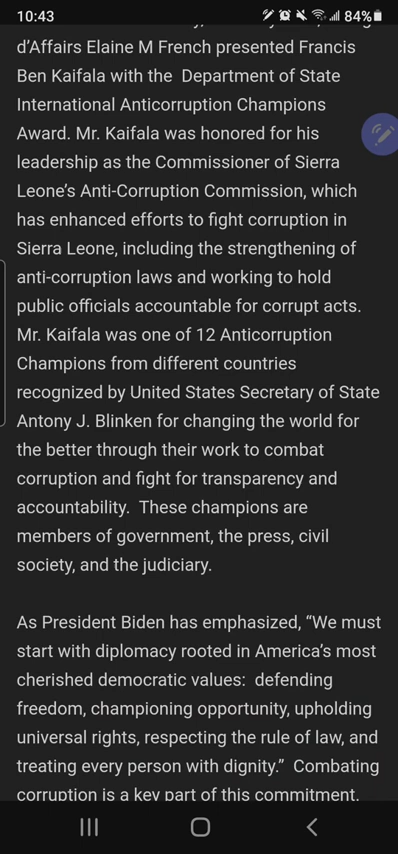 10:43
84%
d’Affairs Elaine M French presented Francis
Ben Kaifala with the  Department of State
International Anticorruption Champions
Award. Mr. Kaifala was honored for his
leadership as the Commissioner of Sierra
Leone’s Anti-Corruption Commission, which
has enhanced efforts to fight corruption in
Sierra Leone, including the strengthening of
anti-corruption laws and working to hold
public officials accountable for corrupt acts.
Mr. Kaifala was one of 12 Anticorruption
Champions from different countries
recognized by United States Secretary of State
Antony J. Blinken for changing the world for
the better through their work to combat
corruption and fight for transparency and
accountability.  These champions are
members of government, the press, civil
society, and the judiciary.
As President Biden has emphasized, “We must
start with diplomacy rooted in America’s most
cherished democratic values:  defending
freedom, championing opportunity, upholding
universal rights, respecting the rule of law, and
treating every person with dignity.”  Combating
corruption is a key part of this commitment.